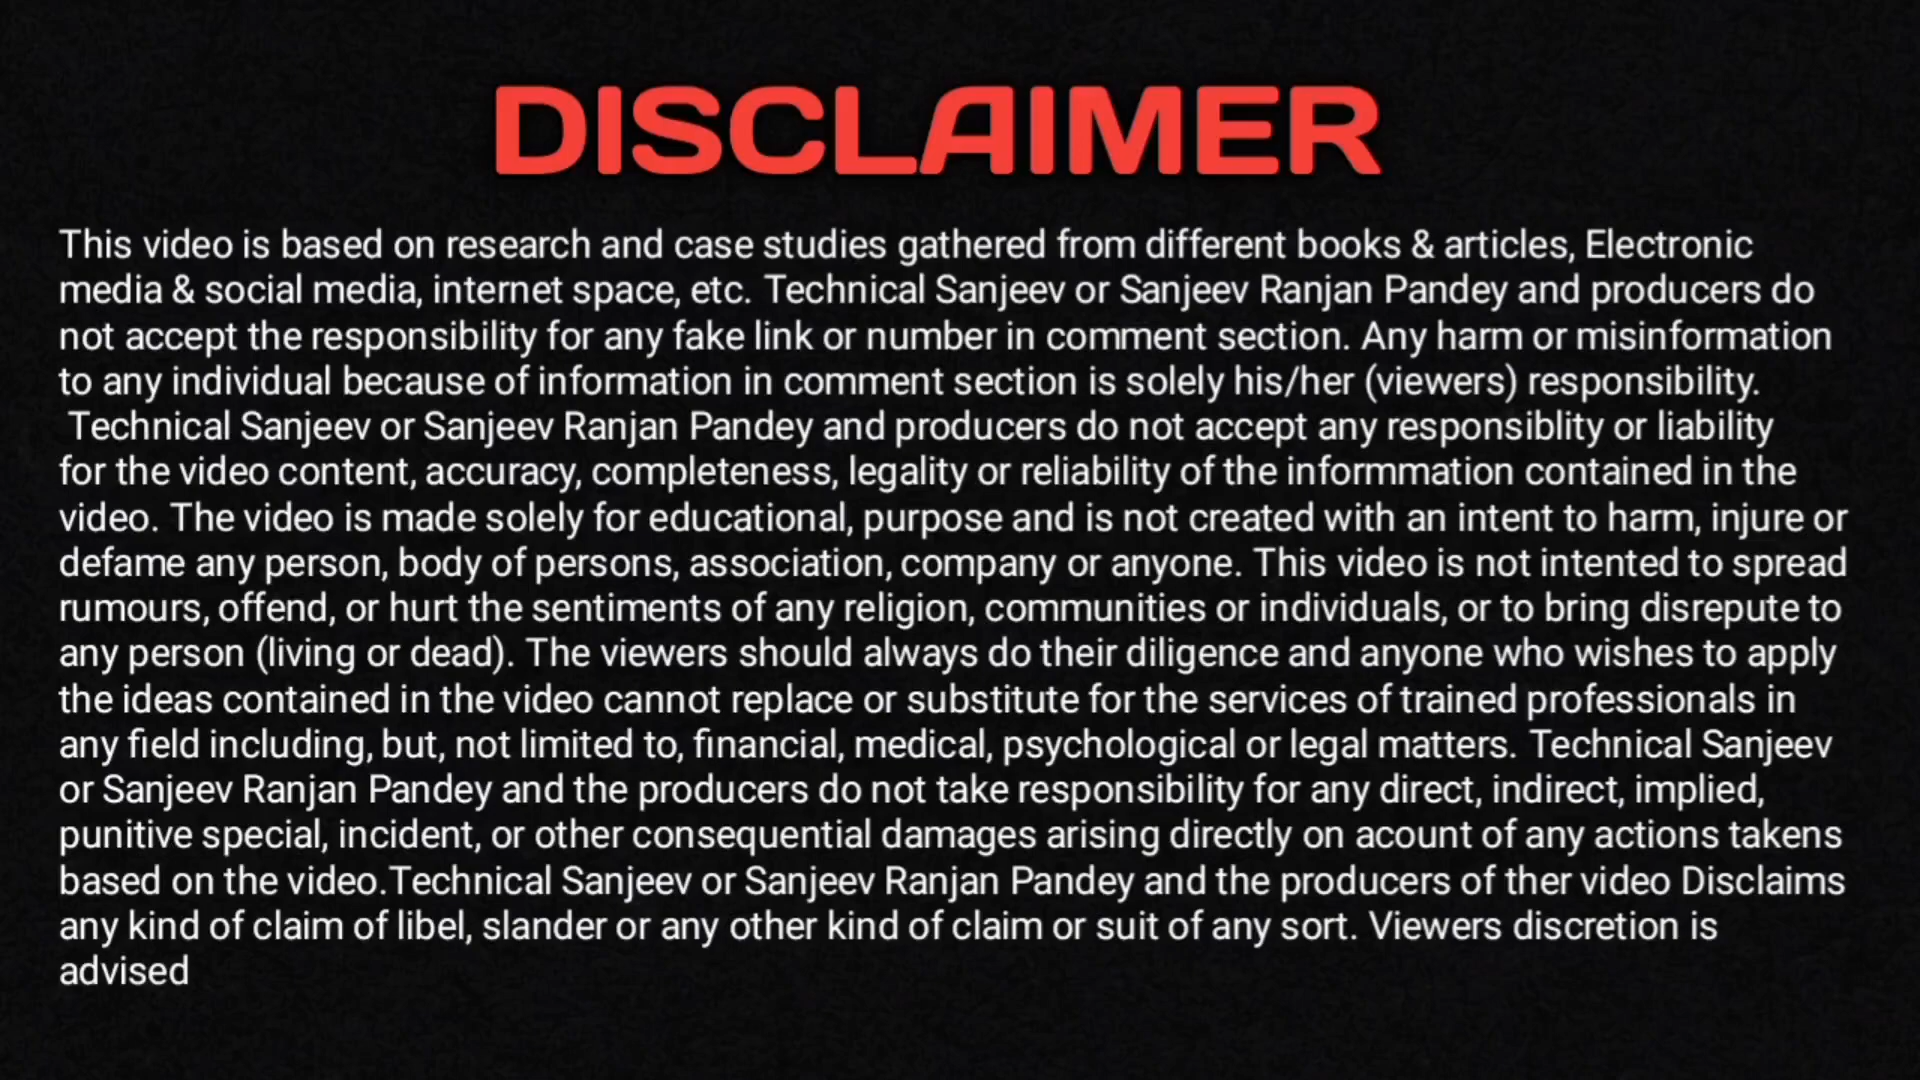 DISCLAIMER
This video is based on research and case studies gathered from different books & articles, Electronic
media & social media, internet space, etc. Technical Sanjeev or Sanjeev Ranjan Pandey and producers do
not accept the responsibility for any fake link or number in comment section. Any harm or misinformation
to any individual because of information in comment section is solely his/her (viewers) responsibility.
Technical Sanjeev or Sanjeev Ranjan Pandey and producers do not accept any responsiblity or liability
for the video content, accuracy, completeness, legality or reliability of the informmation contained in the
video. The video is made solely for educational, purpose and is not created with an intent to harm, injure or
defame any person, body of persons, association, company or anyone. This video is not intented to spread
rumours, offend, or hurt the sentiments of any religion, communities or individuals, or to bring disrepute to
any person (living or dead). The viewers should always do their diligence and anyone who wishes to apply
the ideas contained in the video cannot replace or substitute for the services of trained professionals in
any field including, but, not limited to, financial, medical, psychological or legal matters. Technical Sanjeev
or Sanjeev Ranjan Pandey and the producers do not take responsibility for any direct, indirect, implied,
punitive special, incident, or other consequential damages arising directly on acount of any actions takens
based on the video.Technical Sanjeev or Sanjeev Ranjan Pandey and the producers of ther video Disclaims
any kind of claim of libel, slander or any other kind of claim or suit of any sort. Viewers discretion is
advised